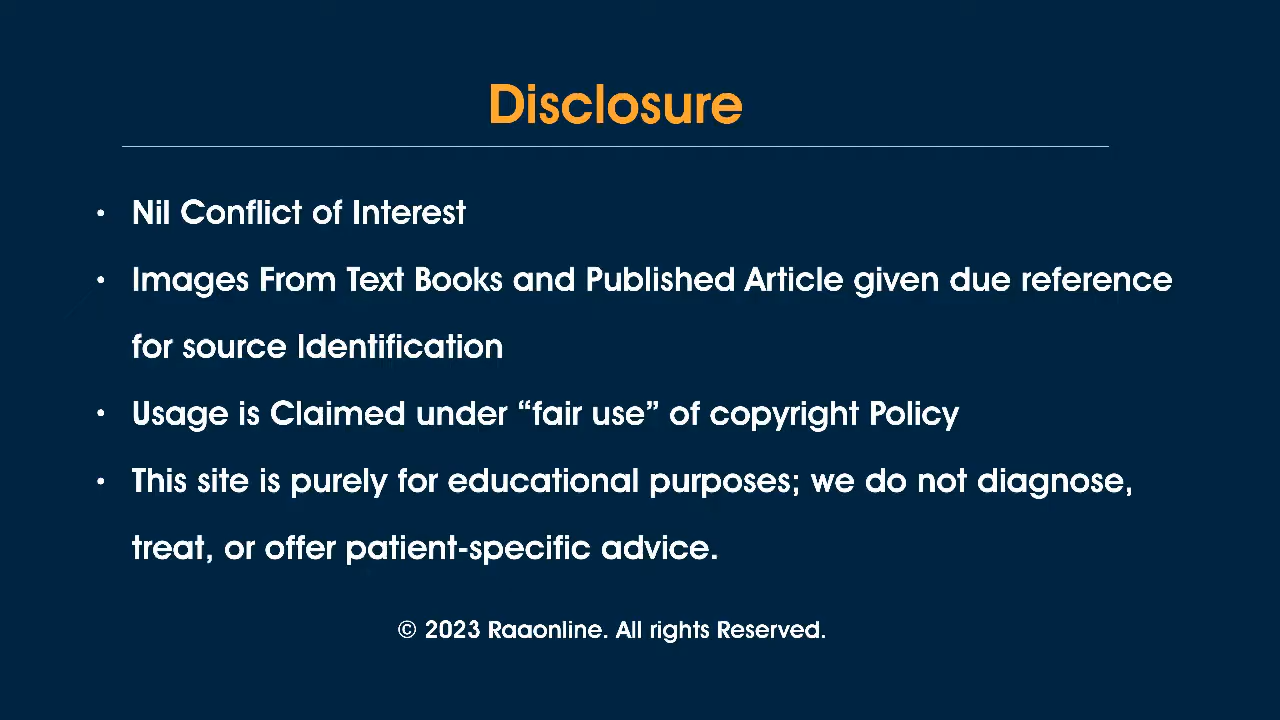 Disclosure
• Nil Conflict of Interest
• Images From Text Books and Published Article given due reference
for source Identification
• Usage is Claimed under “fair use” of copyright Policy
• This site is purely for educational purposes; we do not diagnose,
treat, or offer patient-specific advice.
© 2023 Raaonline. All rights Reserved.